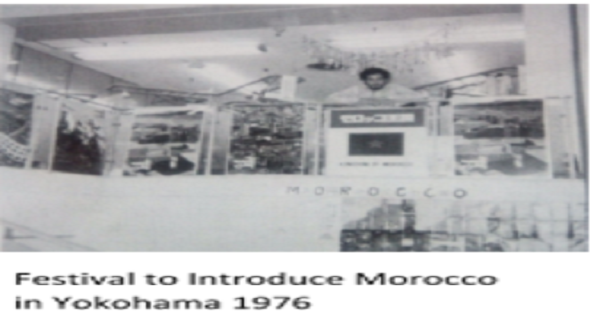 MOROCCO
Festival to Introduce Morocco
in Yokohama 1976